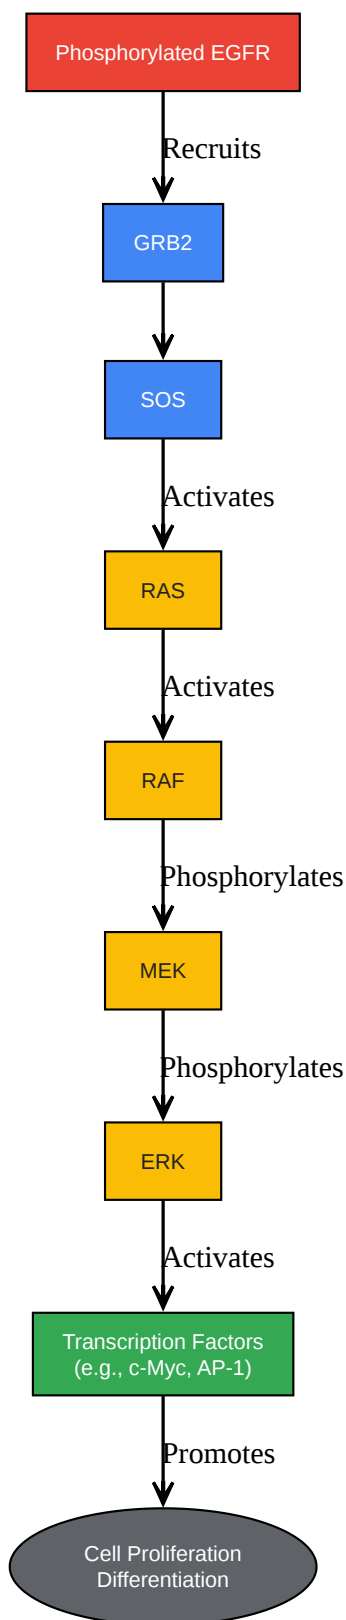 Phosphorylated EGFR
Recruits
GRB2
SOS
Activates
RAS
Activates
RAF
Phosphorylates
MEK
Phosphorylates
ERK
Activates
Transcription Factors
(e.g., c-Myc, AP-1)
Promotes
Cell Proliferation
Differentiation